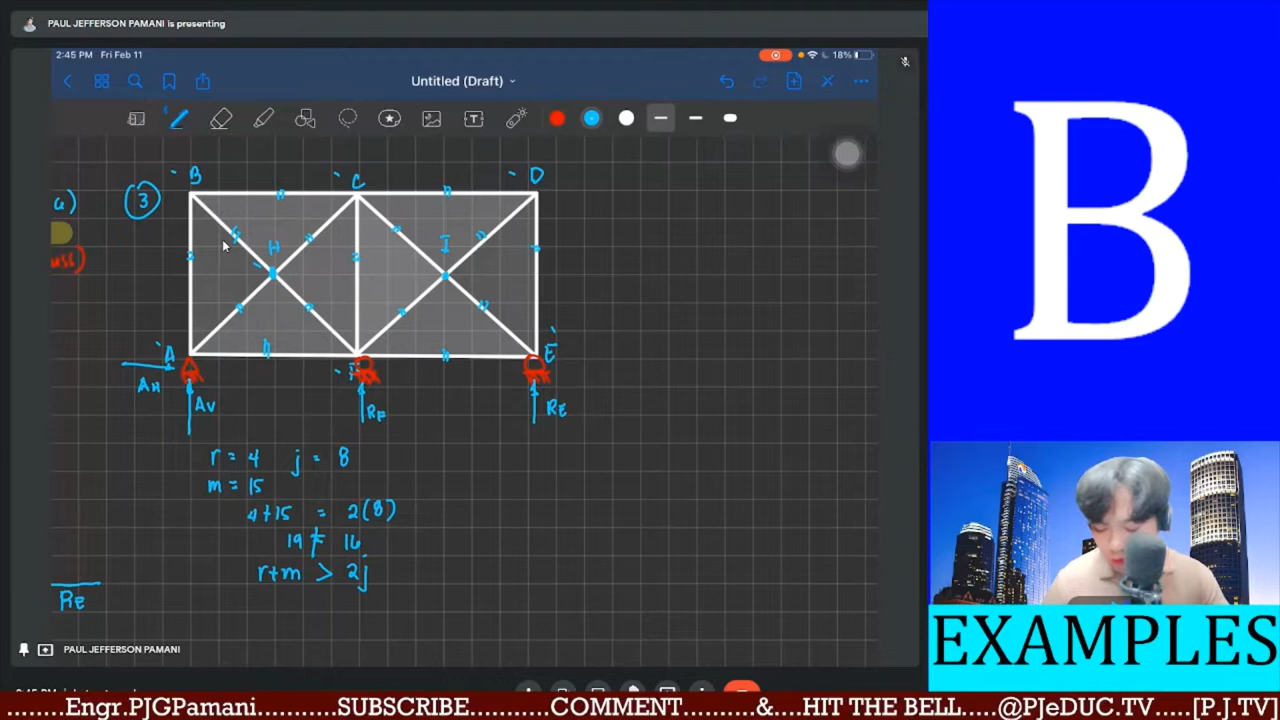 PAUL JEFFERSON PAMANI is presenting
2:45 PM Fri Feb 11
18%
Untitled (Draft)
T
B
C
D
a)
3
H
I
A
F
E
AH
AV
RF
RE
r = 4 j = 8
m = 15
4+15 = 2(8)
19 ≠ 16
r+m > 2j
RE
PAUL JEFFERSON PAMANI
B
EXAMPLES
............Engr.PJGPamani..........SUBSCRIBE..........COMMENT........&....HIT THE BELL....@PJeDUC.TV....[P.J.TV]